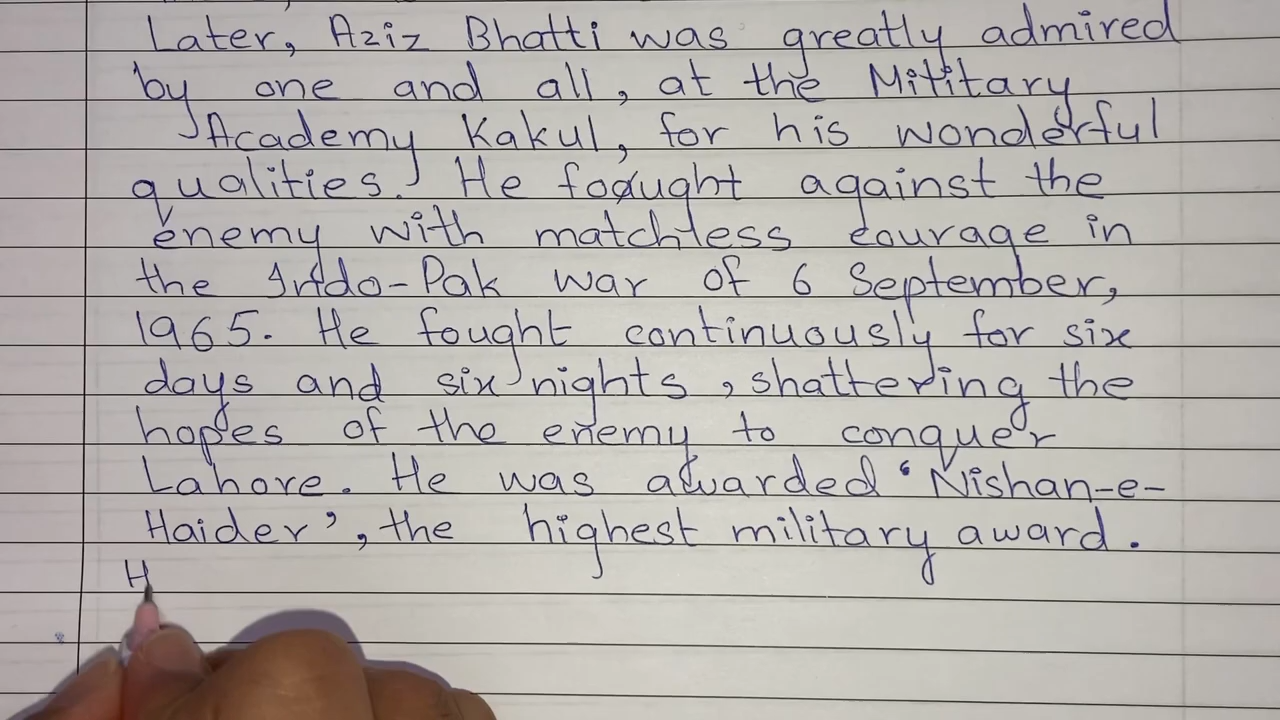 Later, Aziz Bhatti was greatly admired
by one and all, at the Mititary
Academy Kakul, for his wonderful
qualities. He foought against the
enemy with matchless courage in
the Indo-Pak war of 6 September,
1965. He fought continuously for six
days and six nights, shattering the
hopes of the enemy to conquer
Lahore. He was awarded 'Nishan-e-
Haider', the highest military award.
H